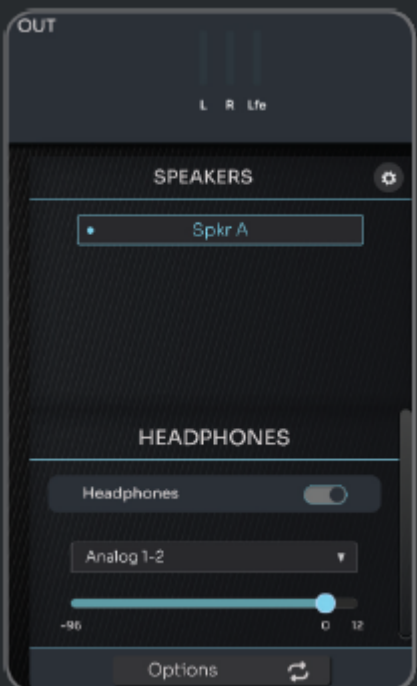 OUT
L R Lfe
SPEAKERS
Spkr A
HEADPHONES
Headphones
Analog 1-2
-96 0 12
Options